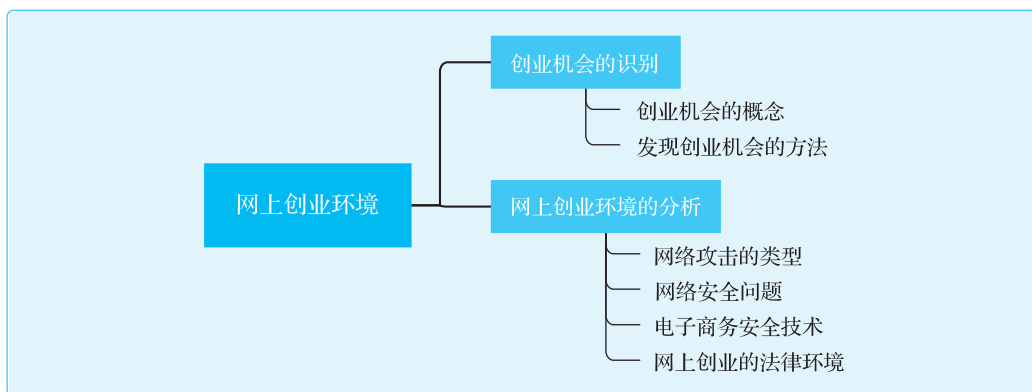 创业机会的识别
创业机会的概念
发现创业机会的方法
网上创业环境
网上创业环境的分析
网络攻击的类型
网络安全问题
电子商务安全技术
网上创业的法律环境